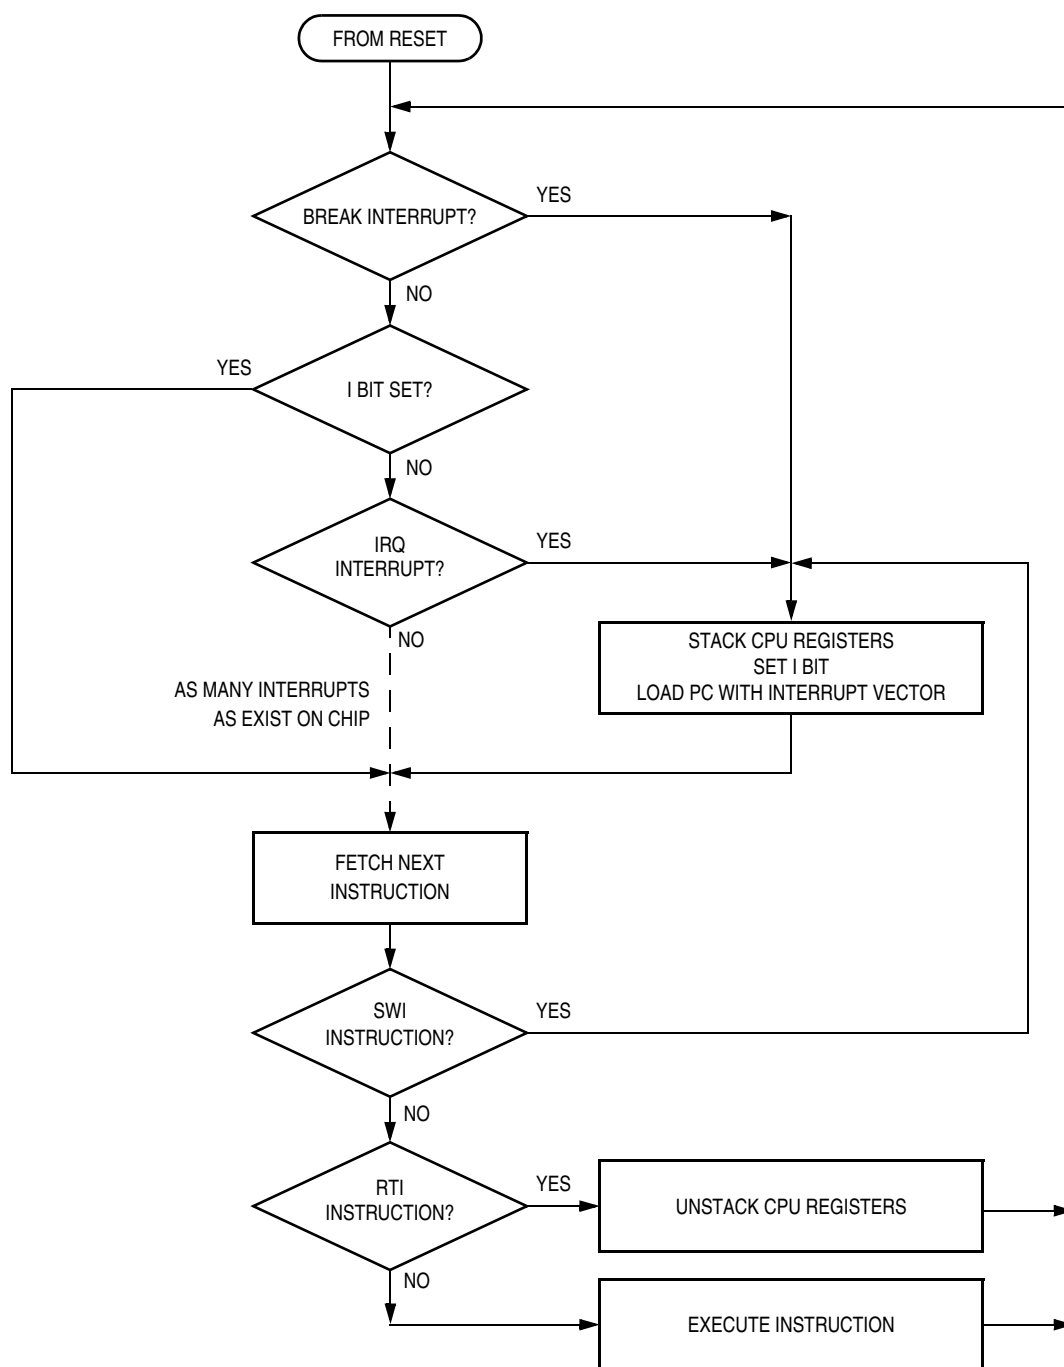 FROM RESET
BREAK INTERRUPT?
YES
NO
YES
I BIT SET?
NO
IRQ
INTERRUPT?
YES
NO
STACK CPU REGISTERS
SET I BIT
LOAD PC WITH INTERRUPT VECTOR
AS MANY INTERRUPTS
AS EXIST ON CHIP
FETCH NEXT
INSTRUCTION
SWI
INSTRUCTION?
YES
NO
RTI
INSTRUCTION?
YES
UNSTACK CPU REGISTERS
NO
EXECUTE INSTRUCTION